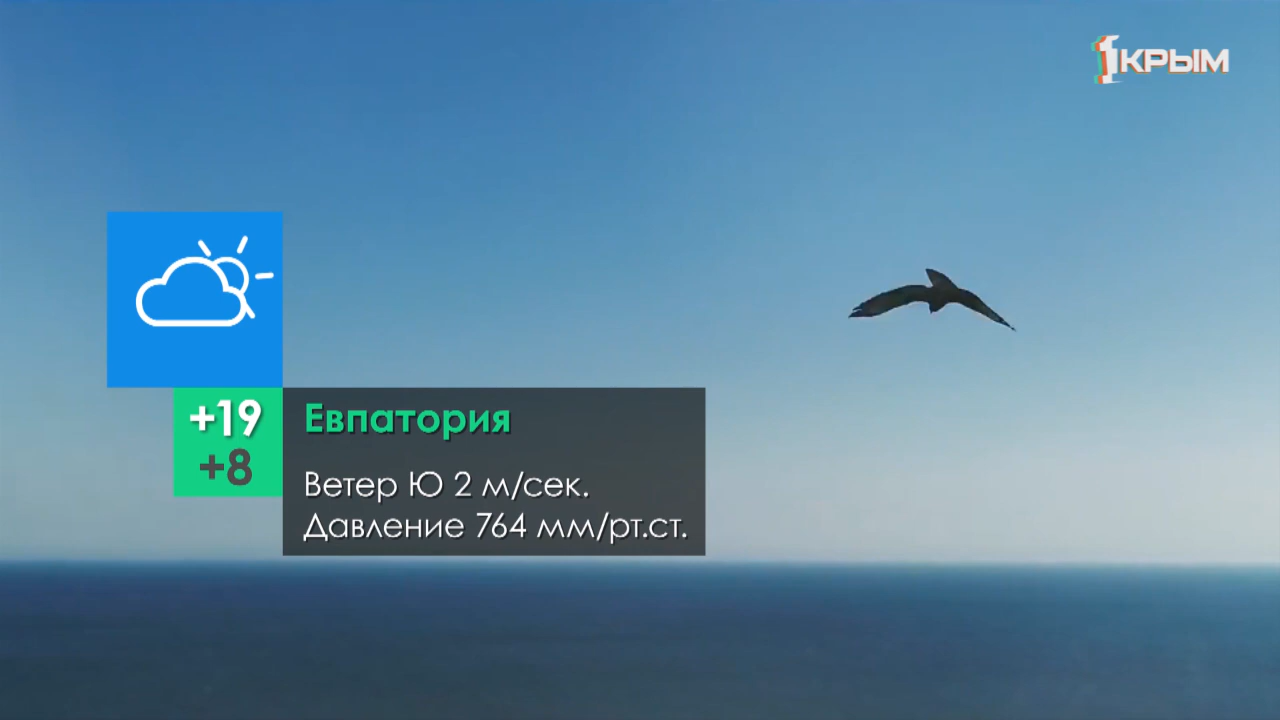 1КРЫМ
+19
+8
Евпатория
Ветер Ю 2 м/сек.
Давление 764 мм/рт.ст.